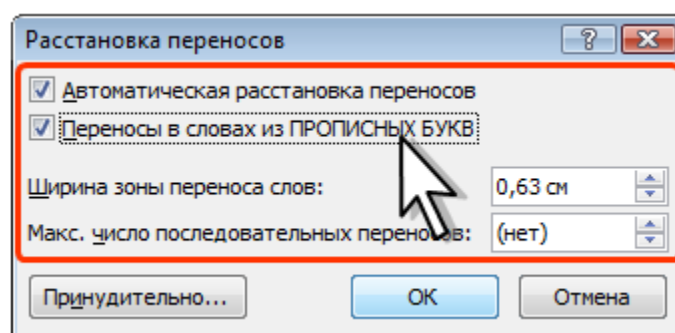 Расстановка переносов
Автоматическая расстановка переносов
Переносы в словах из ПРОПИСНЫХ БУКВ
Ширина зоны переноса слов: 0,63 см
Макс. число последовательных переносов: (нет)
Принудительно... ОК Отмена